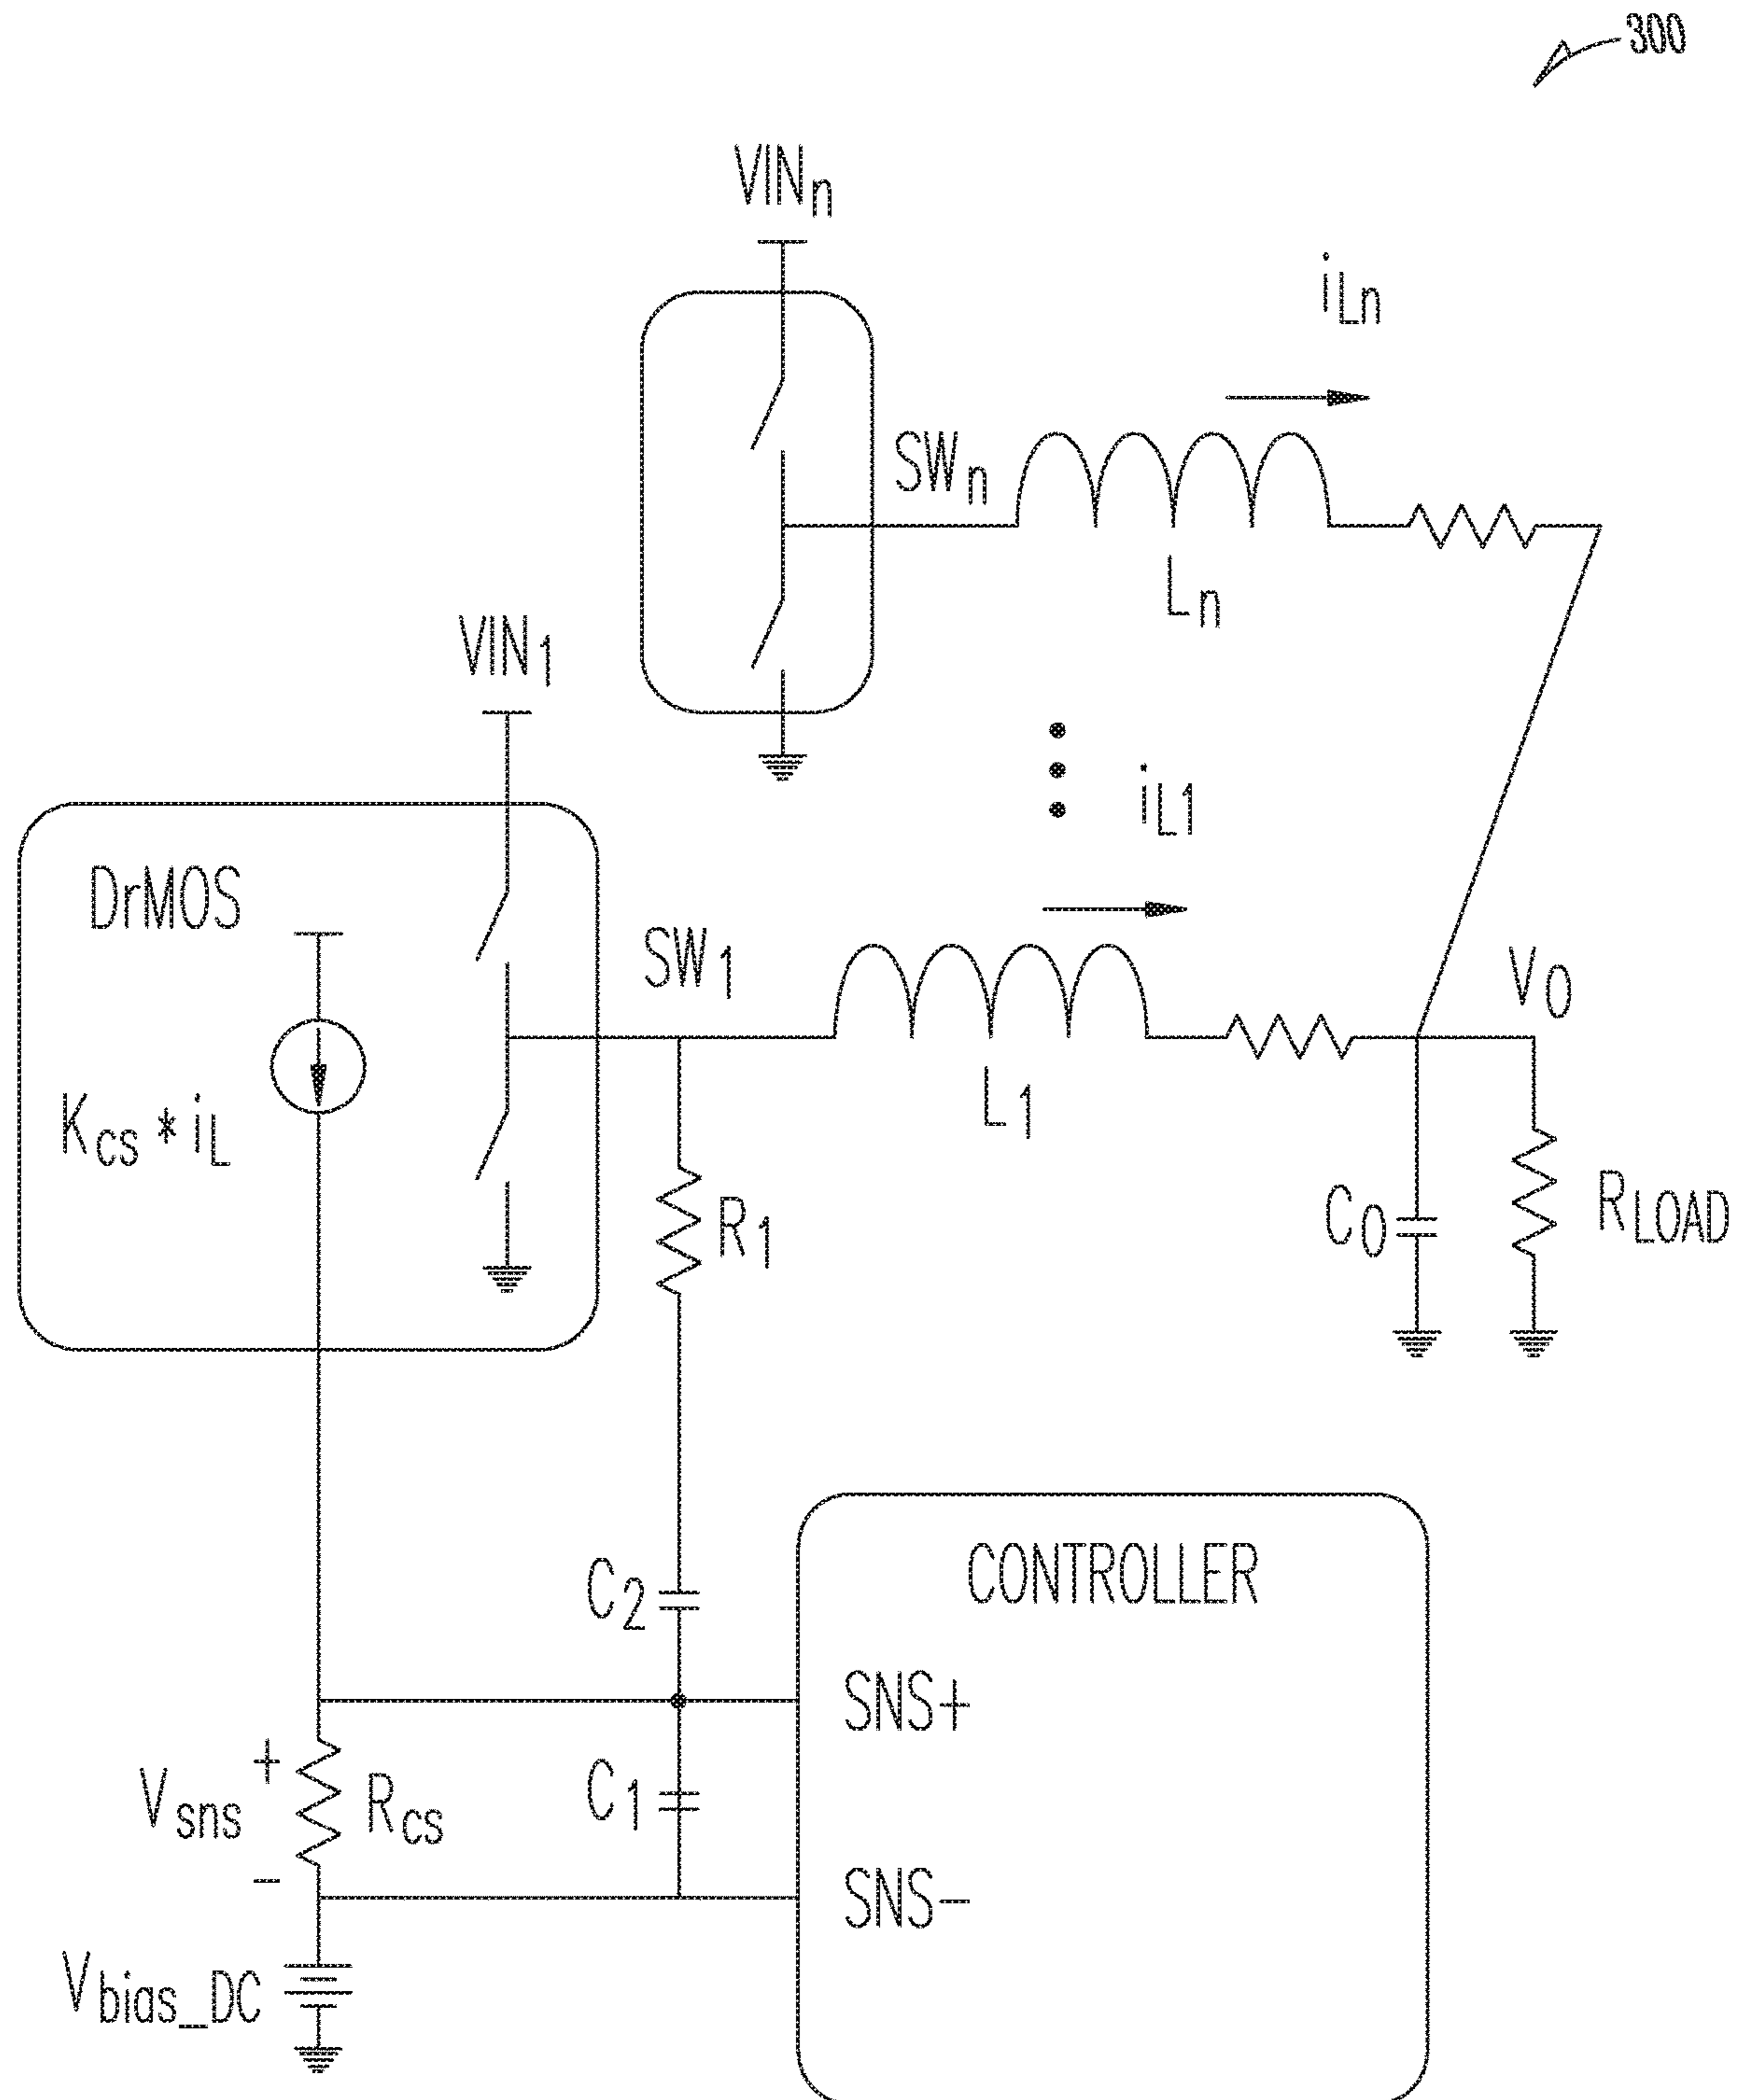 300
VINn
iLn
SWn
Ln
VIN1
iL1
DrMOS
SW1
VO
Kcs * iL
L1
R1
CO
RLOAD
C2
CONTROLLER
SNS+
+
Vsns
Rcs
C1
−
SNS−
Vbias_DC